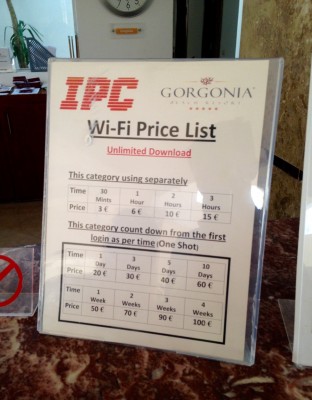 IPC
GORGONIA
BEACH RESORT
Wi-Fi Price List
Unlimited Download
This category using separately
Time 30 Mints 1 Hour 2 Hours 3 Hours
Price 3 € 6 € 10 € 15 €
This category count down from the first
login as per time (One Shot)
Time 1 Day 3 Days 5 Days 10 Days
Price 20 € 30 € 40 € 60 €
Time 1 Week 2 Weeks 3 Weeks 4 Weeks
Price 50 € 70 € 90 € 100 €